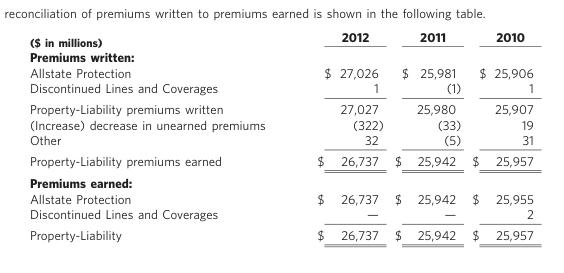 reconciliation of premiums written to premiums earned is shown in the following table.
($ in millions) 2012 2011 2010
Premiums written:
Allstate Protection $ 27,026 $ 25,981 $ 25,906
Discontinued Lines and Coverages 1 (1) 1
Property-Liability premiums written 27,027 25,980 25,907
(Increase) decrease in unearned premiums (322) (33) 19
Other 32 (5) 31
Property-Liability premiums earned $ 26,737 $ 25,942 $ 25,957
Premiums earned:
Allstate Protection $ 26,737 $ 25,942 $ 25,955
Discontinued Lines and Coverages — — 2
Property-Liability $ 26,737 $ 25,942 $ 25,957